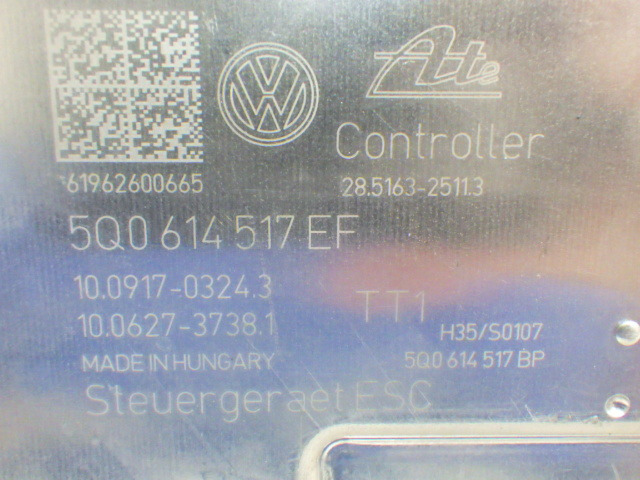 Ate
Controller
61962600665
28.5163-2511.3
5Q0 614 517 EF
10.0917-0324.3
10.0627-3738.1
TT1
H35/S0107
MADE IN HUNGARY
5Q0 614 517 BP
Steuergeraet ESC